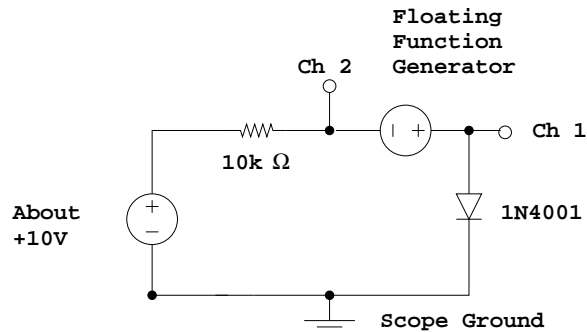 Floating
Function
Generator
Ch 2
Ch 1
10k Ω
About
+10V
1N4001
Scope Ground